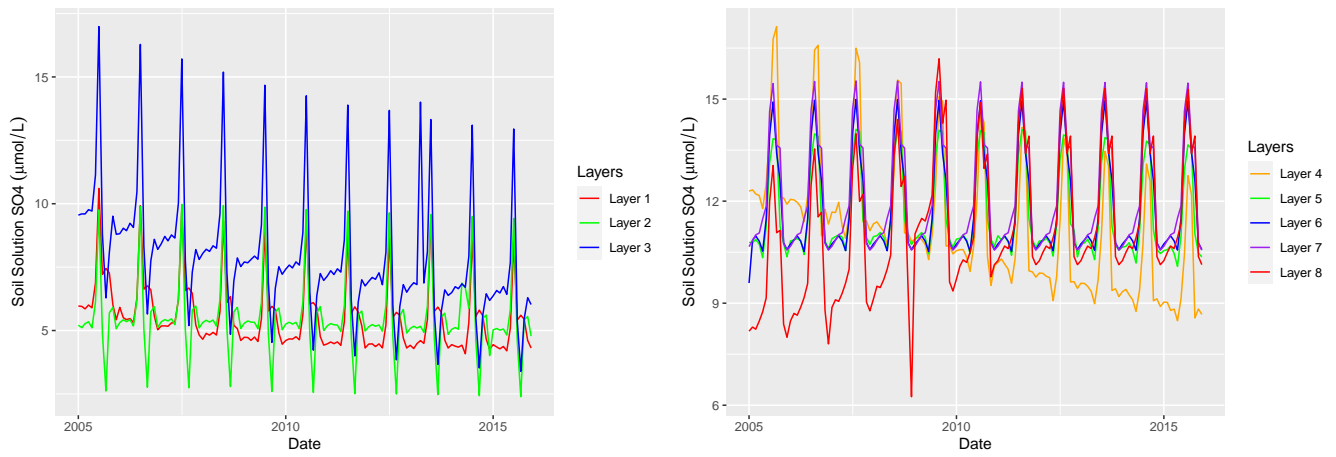 Soil Solution SO4 (µmol/L)
15
10
5
2005
2010
2015
Date
Layers
Layer 1
Layer 2
Layer 3
Soil Solution SO4 (µmol/L)
15
12
9
6
2005
2010
2015
Date
Layers
Layer 4
Layer 5
Layer 6
Layer 7
Layer 8